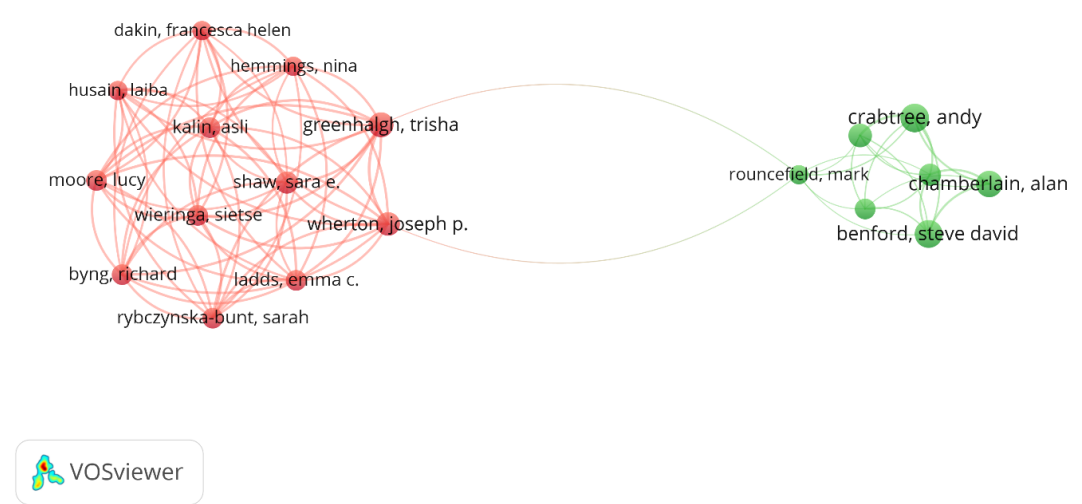 dakin, francesca helen
hemmings, nina
husain, laiba
kalin, asli
greenhalgh, trisha
crabtree, andy
moore, lucy
shaw, sara e.
rouncefield, mark
chamberlain, alan
wieringa, sietse
wherton, joseph p.
benford, steve david
byng, richard
ladds, emma c.
rybczynska-bunt, sarah
VOSviewer